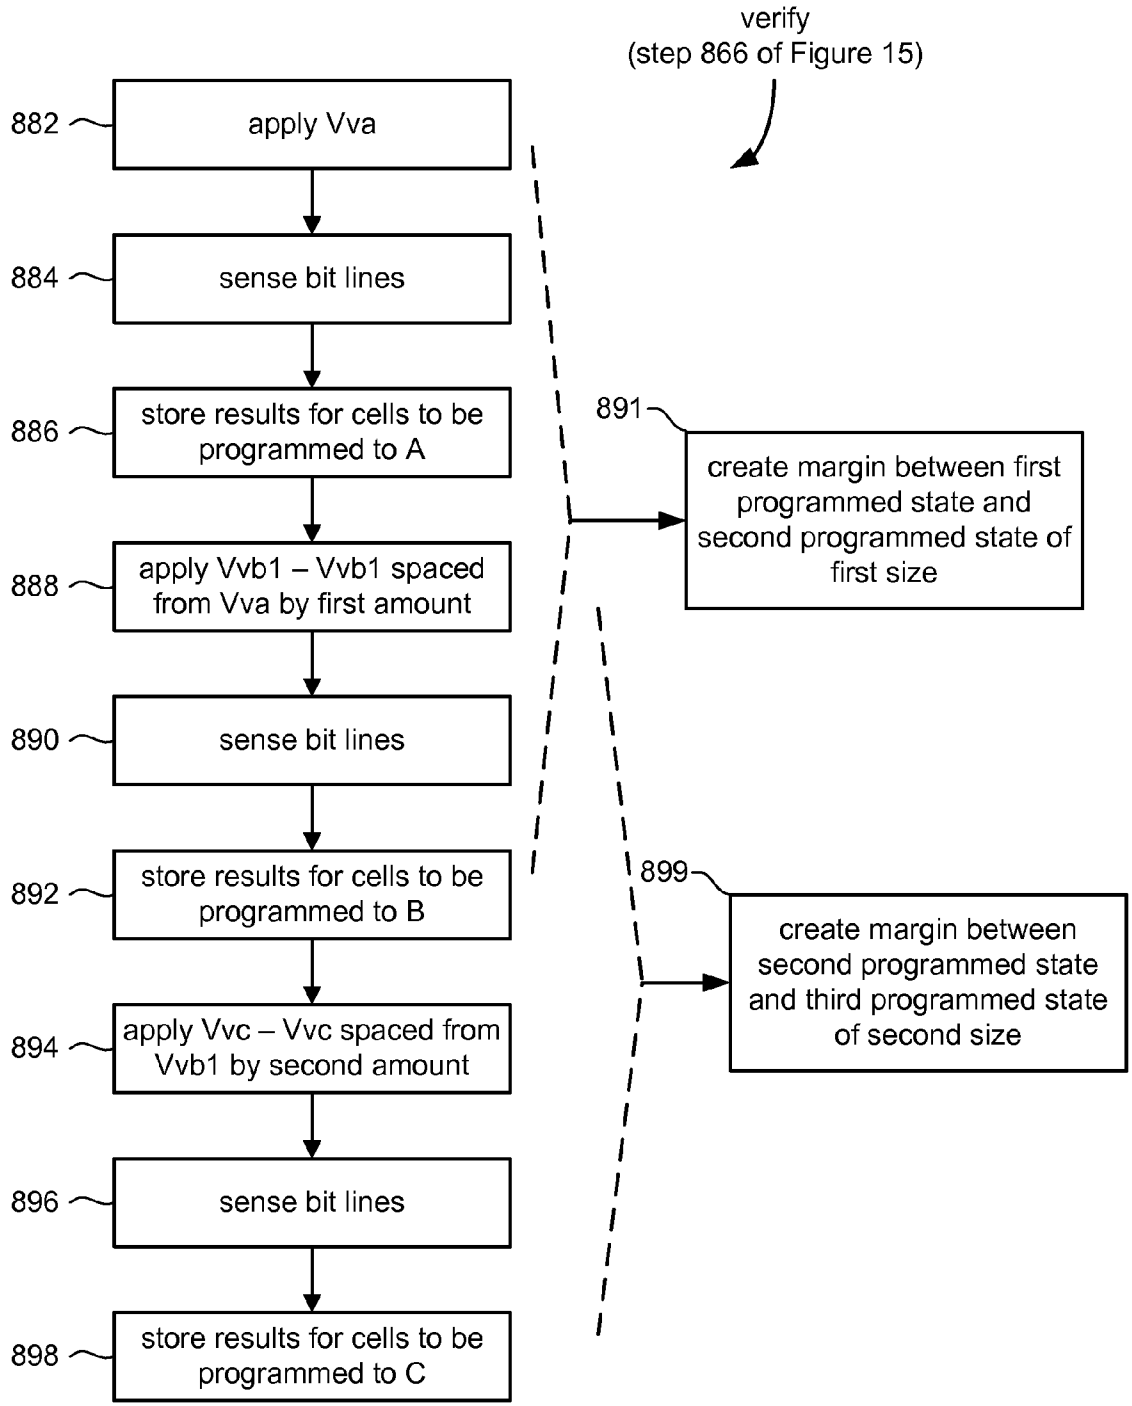 verify
(step 866 of Figure 15)
882
apply Vva
884
sense bit lines
886
store results for cells to be
programmed to A
888
apply Vvb1 – Vvb1 spaced
from Vva by first amount
890
sense bit lines
891
create margin between first
programmed state and
second programmed state of
first size
892
store results for cells to be
programmed to B
894
apply Vvc – Vvc spaced from
Vvb1 by second amount
896
sense bit lines
898
store results for cells to be
programmed to C
899
create margin between
second programmed state
and third programmed state
of second size